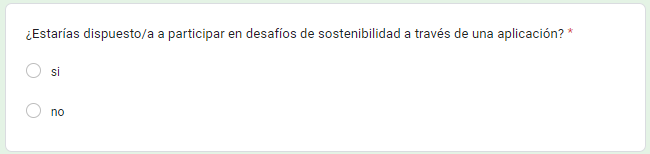 ¿Estarías dispuesto/a a participar en desafíos de sostenibilidad a través de una aplicación? *
si
no